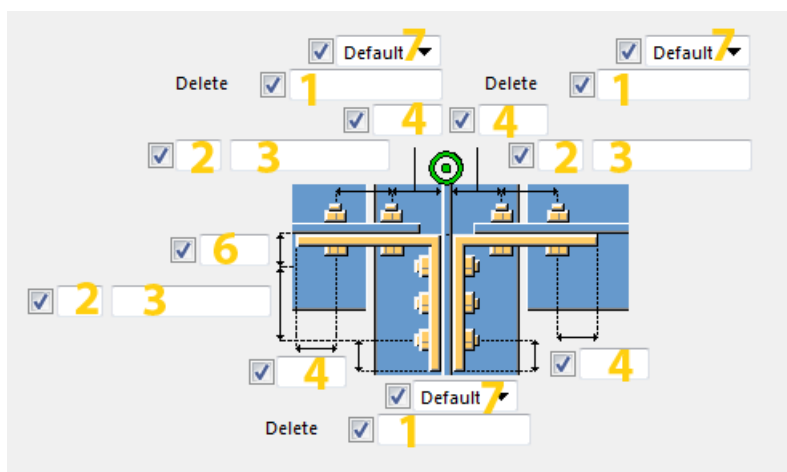 Default 7 Default 7
Delete 1 Delete 1
4 4
2 3 2 3
6
2 3
4 4
Default 7
Delete 1